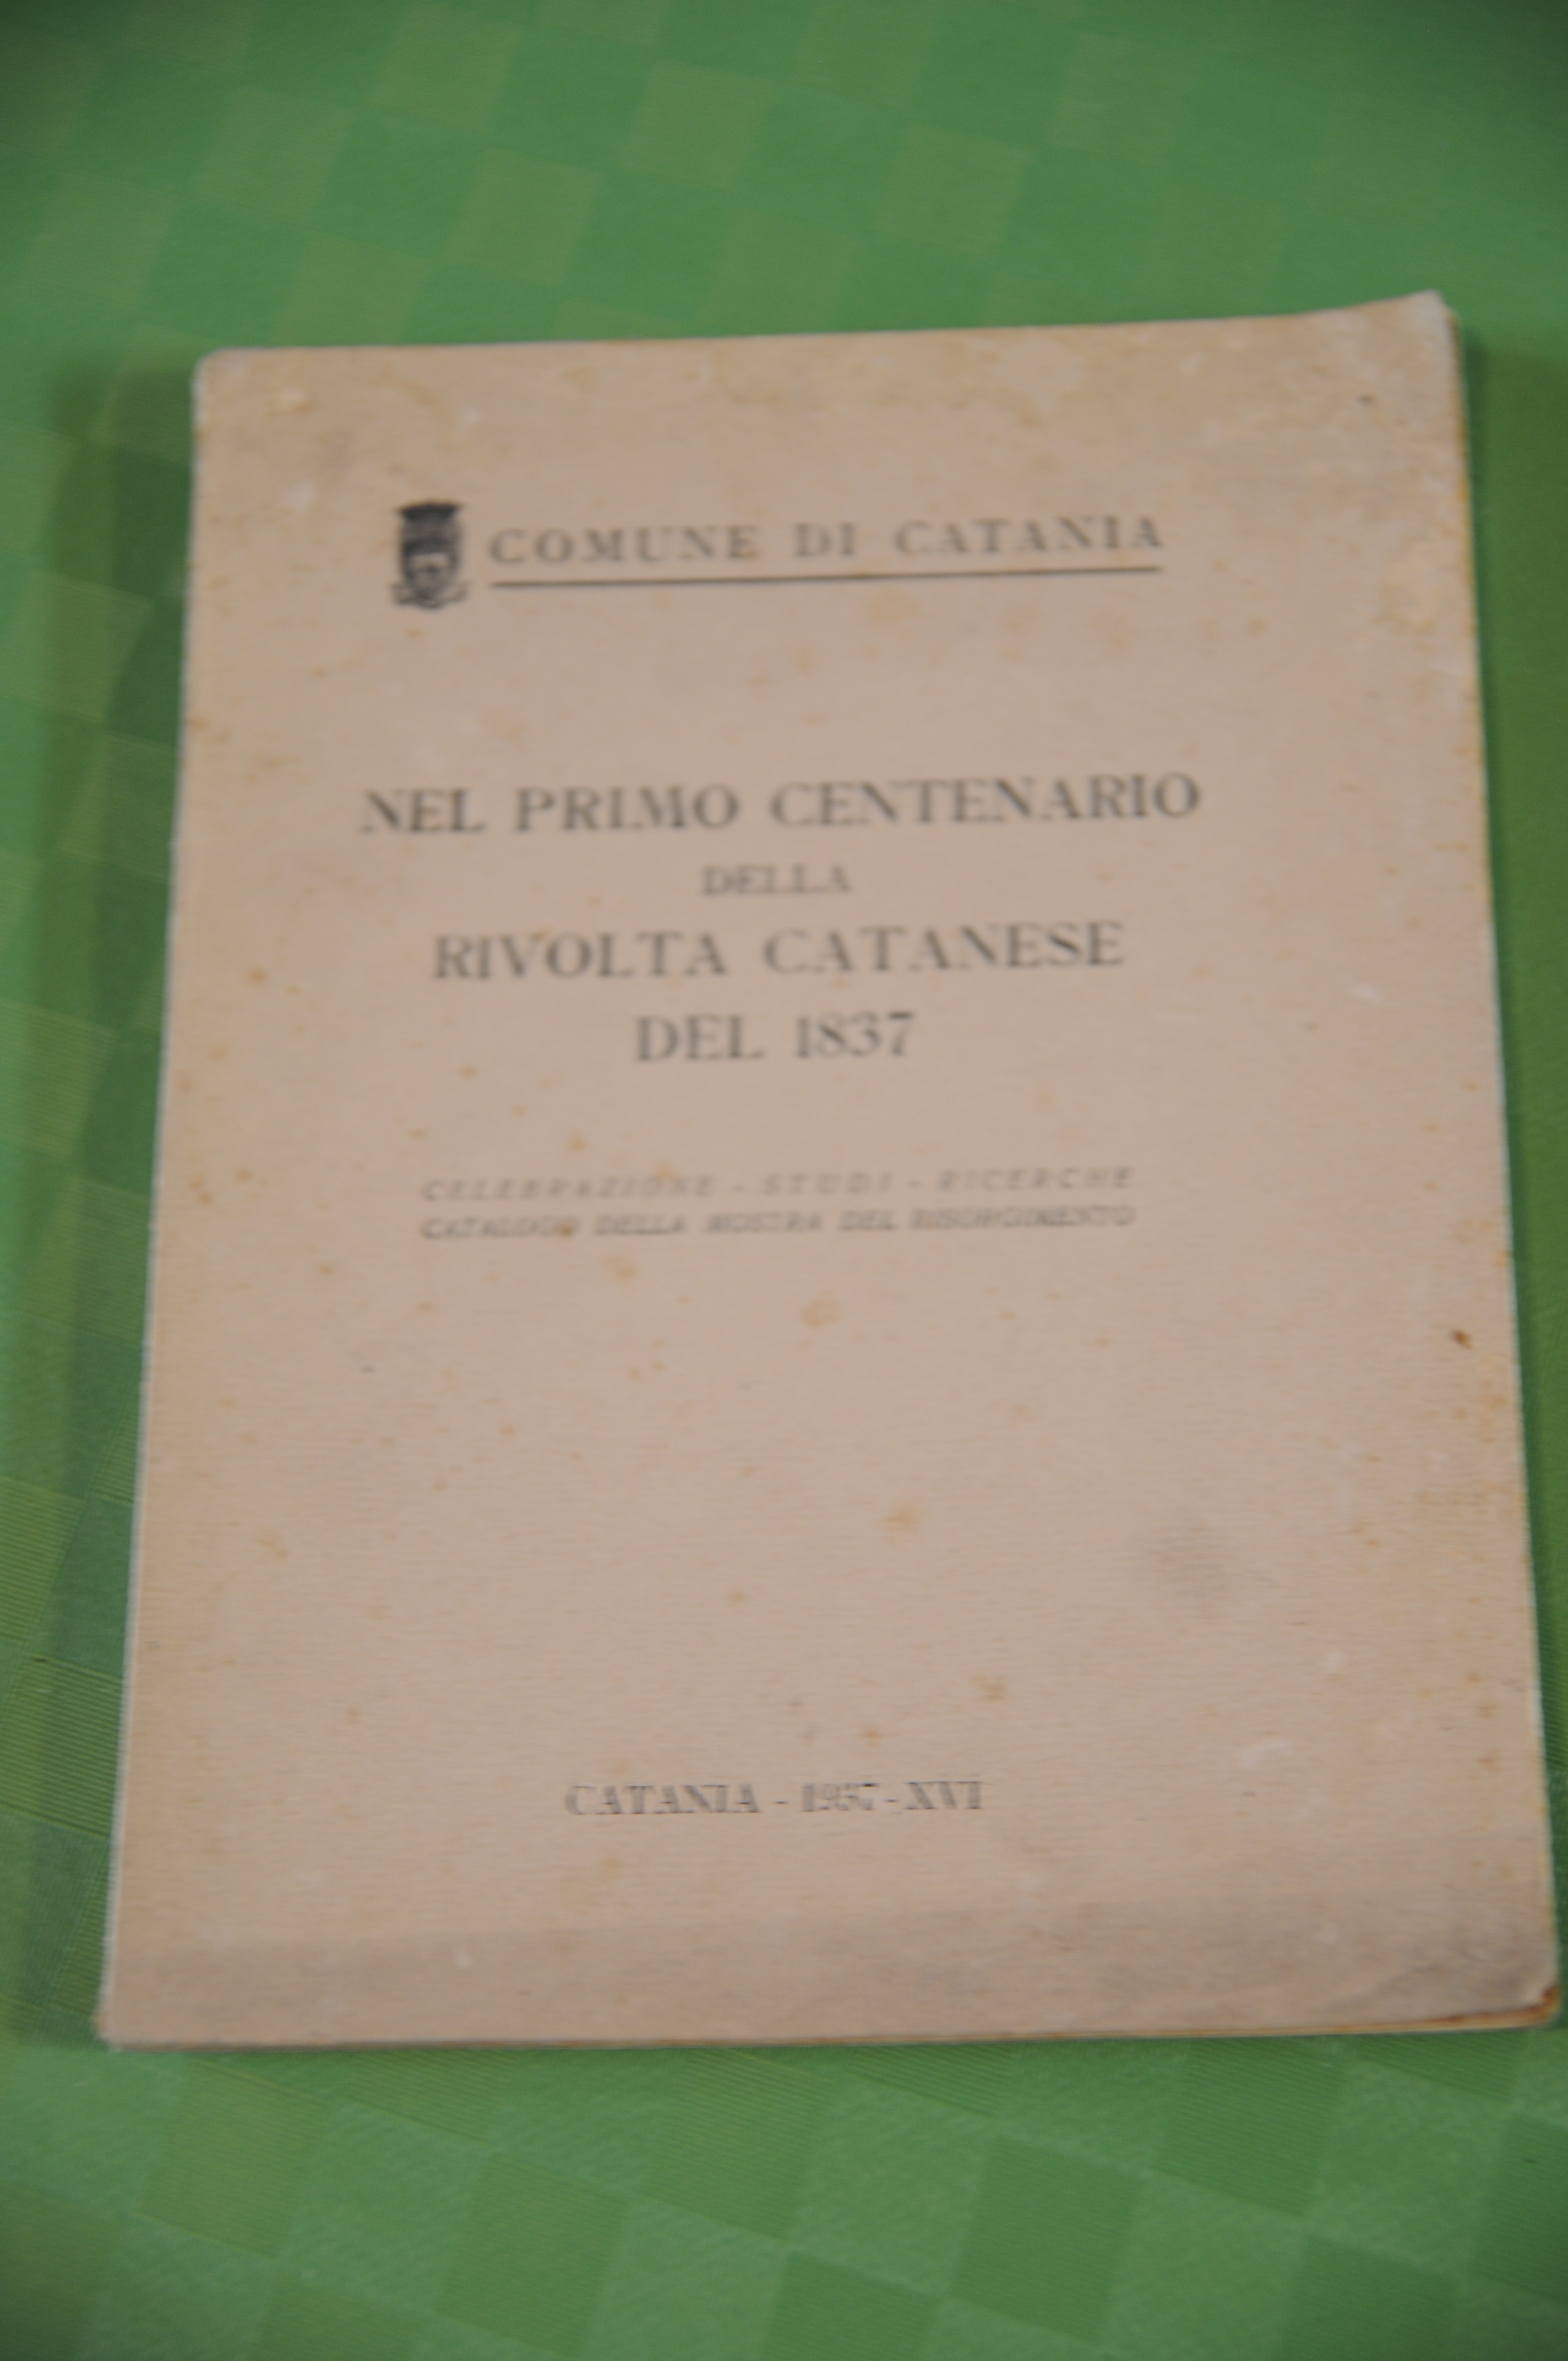 COMUNE DI CATANIA
NEL PRIMO CENTENARIO
DELLA
RIVOLTA CATANESE
DEL 1837
CELEBRAZIONE - STUDI - RICERCHE
CATALOGO DELLA MOSTRA DEL RISORGIMENTO
CATANIA - 1937 - XVI